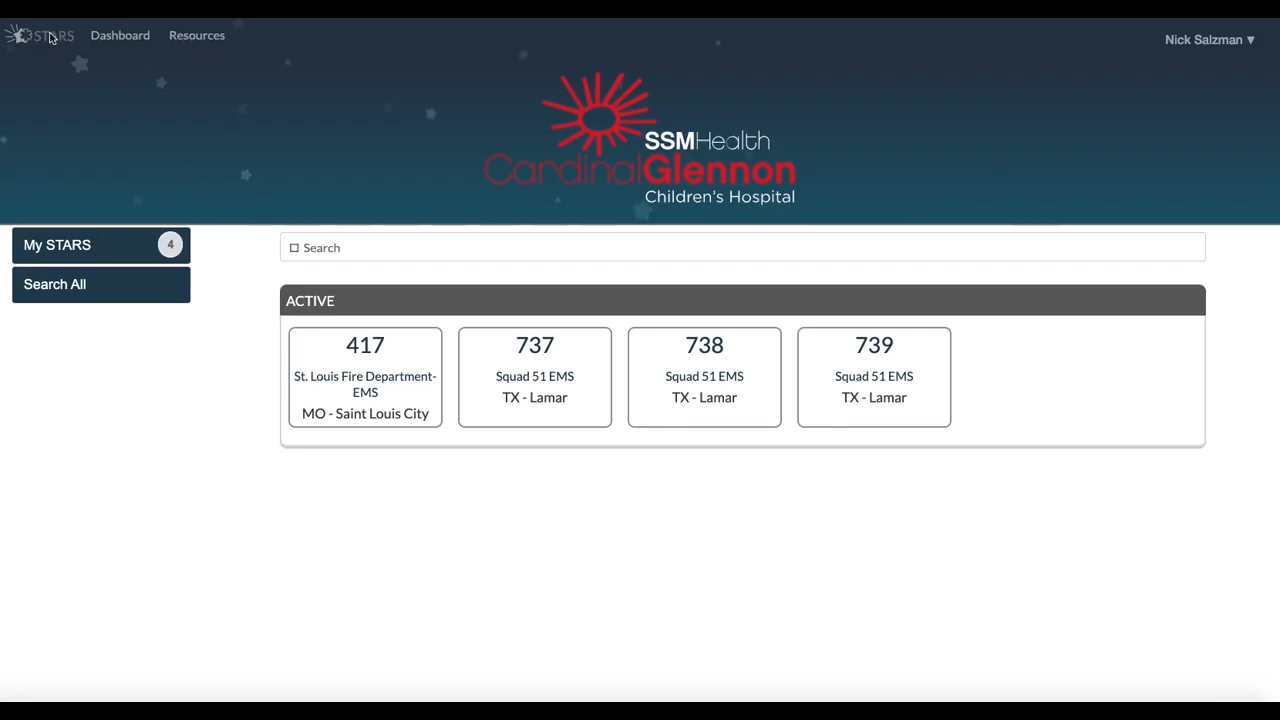 STARS Dashboard Resources
Nick Salzman ▼
SSMHealth
CardinalGlennon
Children's Hospital
My STARS 4
Search All
Search
ACTIVE
417
St. Louis Fire Department-
EMS
MO - Saint Louis City
737
Squad 51 EMS
TX - Lamar
738
Squad 51 EMS
TX - Lamar
739
Squad 51 EMS
TX - Lamar